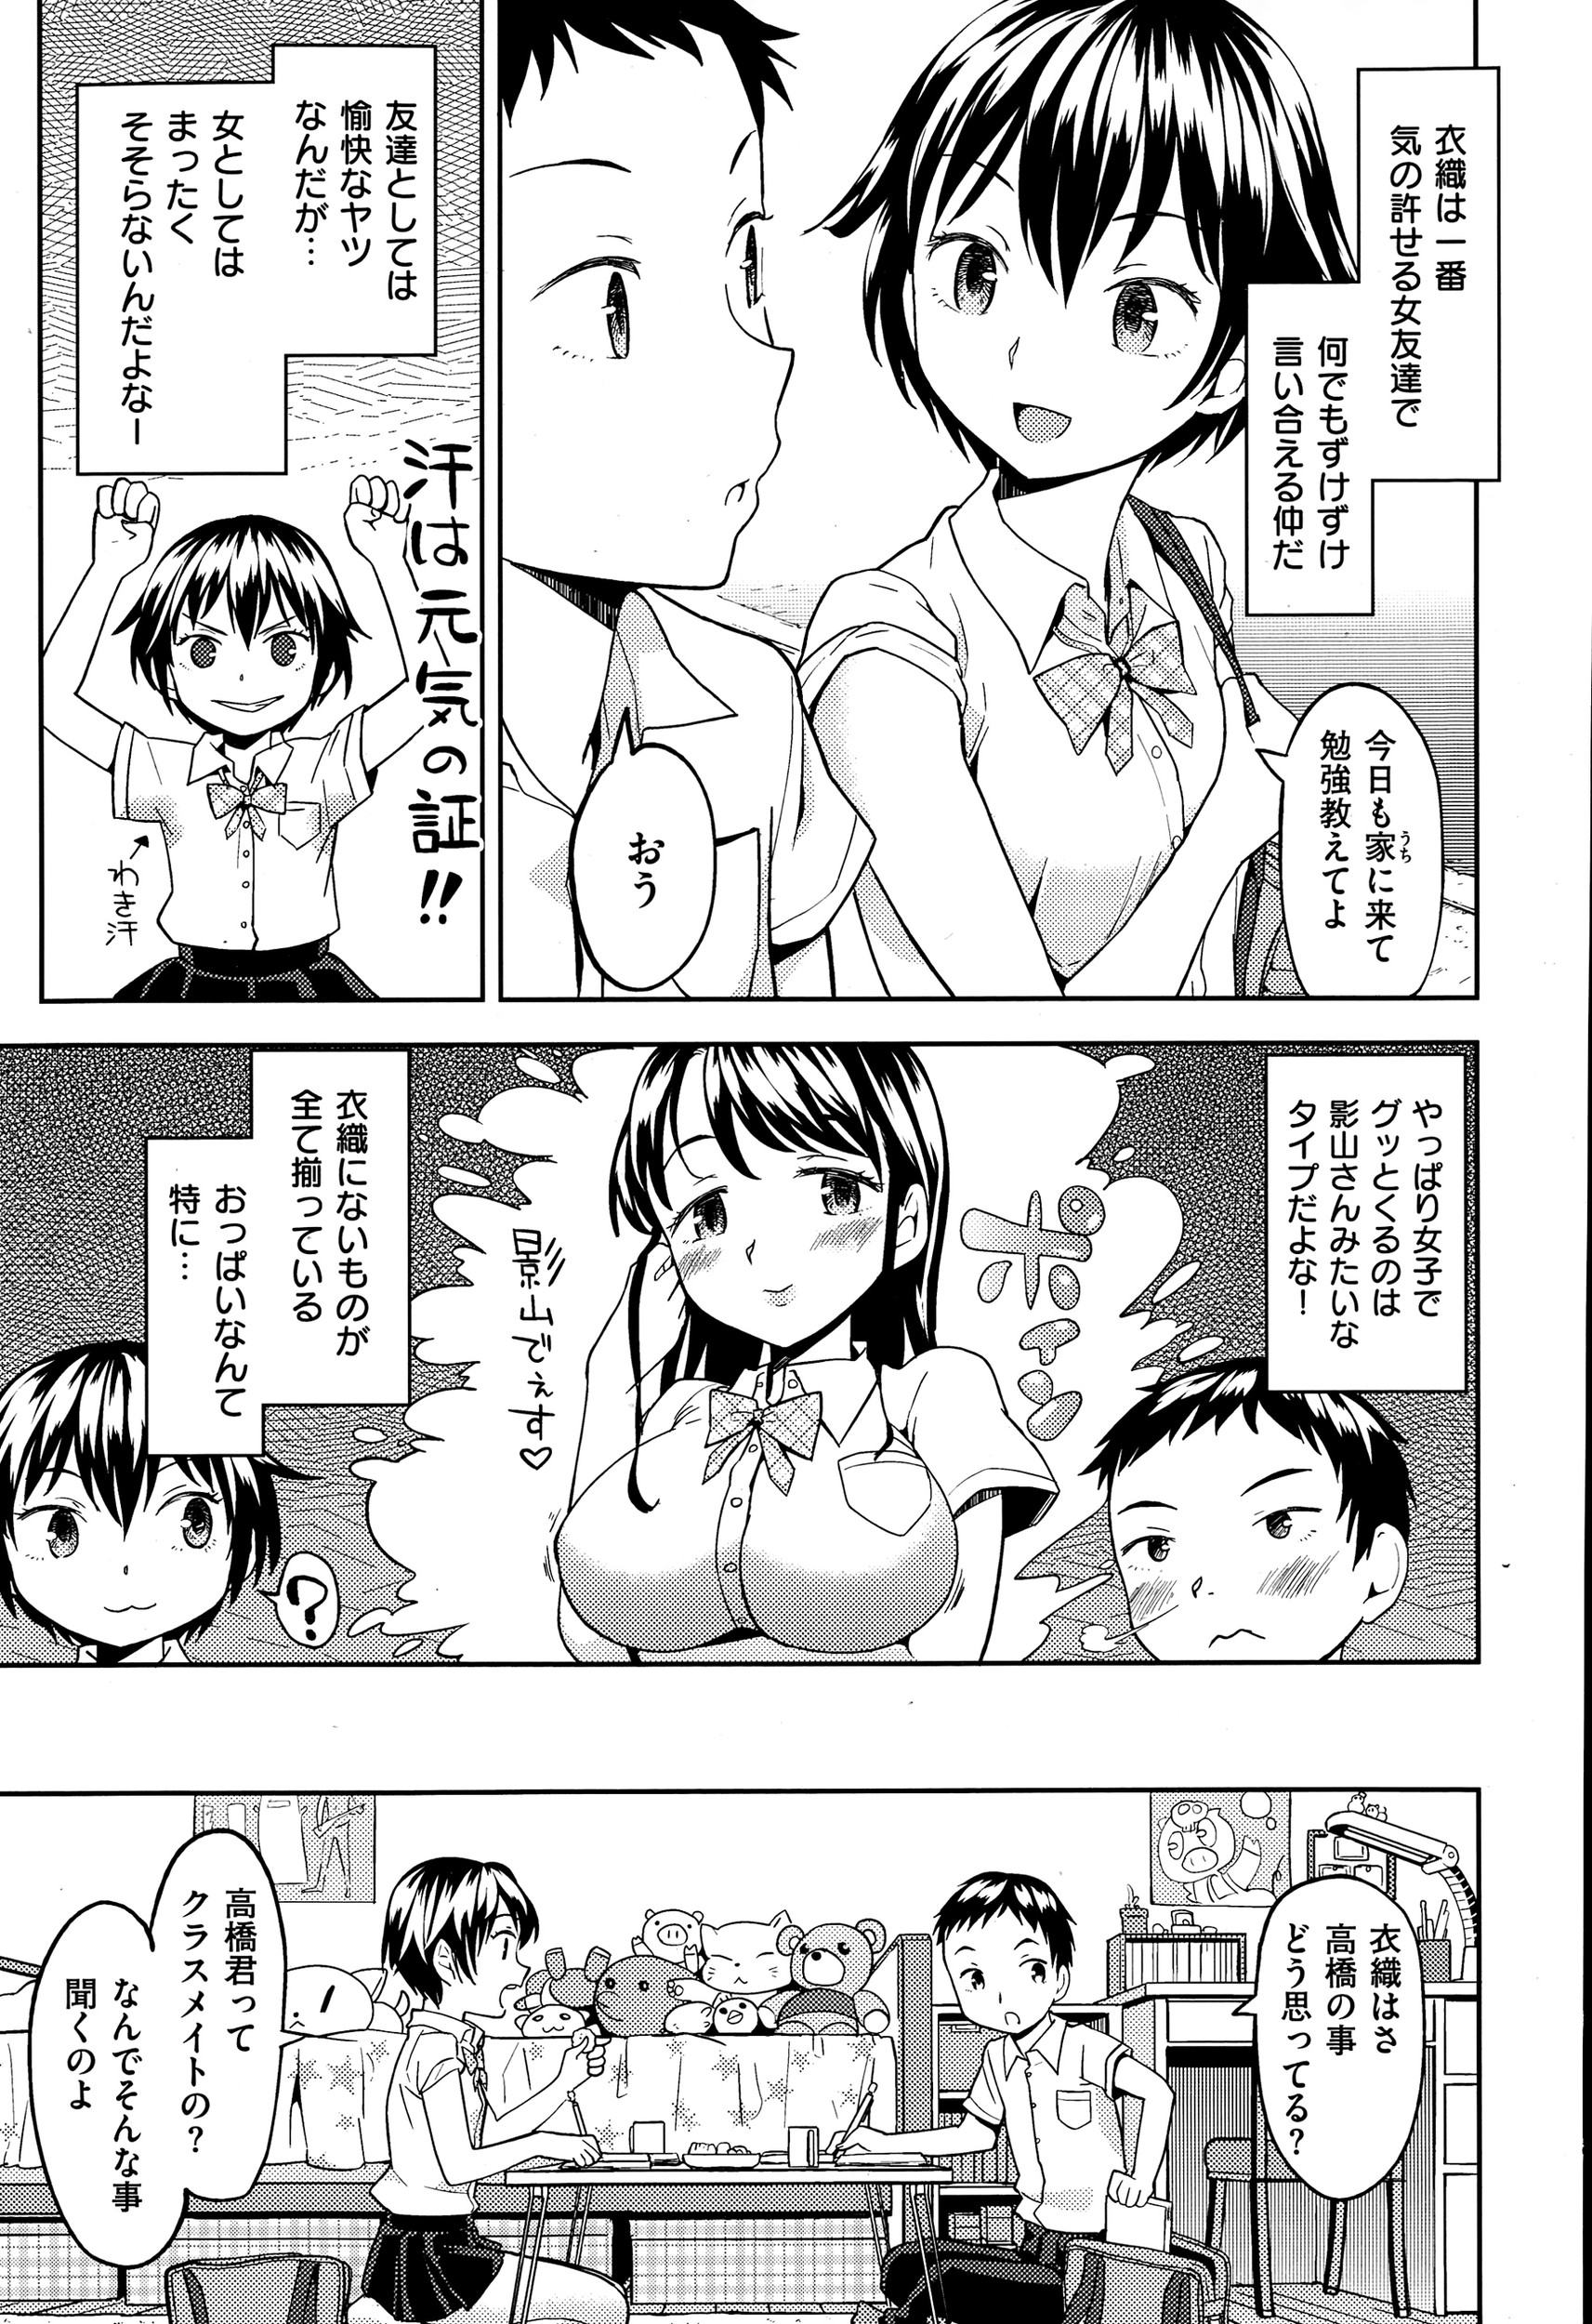 衣織は一番
気の許せる女友達で
何でもずけずけ
言い合える仲だ
今日も家に来て
うち
勉強教えてよ
おう
友達としては
愉快なヤツ
なんだが…
女としては
まったく
そそらないんだよなー
汗は元気の証!!
わき汗
やっぱり女子で
グッとくるのは
影山さんみたいな
タイプだよな!
ボイン
影山でぇす♡
衣織にないものが
全て揃っている
おっぱいなんて
特に…
?
衣織はさ
高橋の事
どう思ってる?
高橋君って
クラスメイトの?
なんでそんな事
聞くのよ